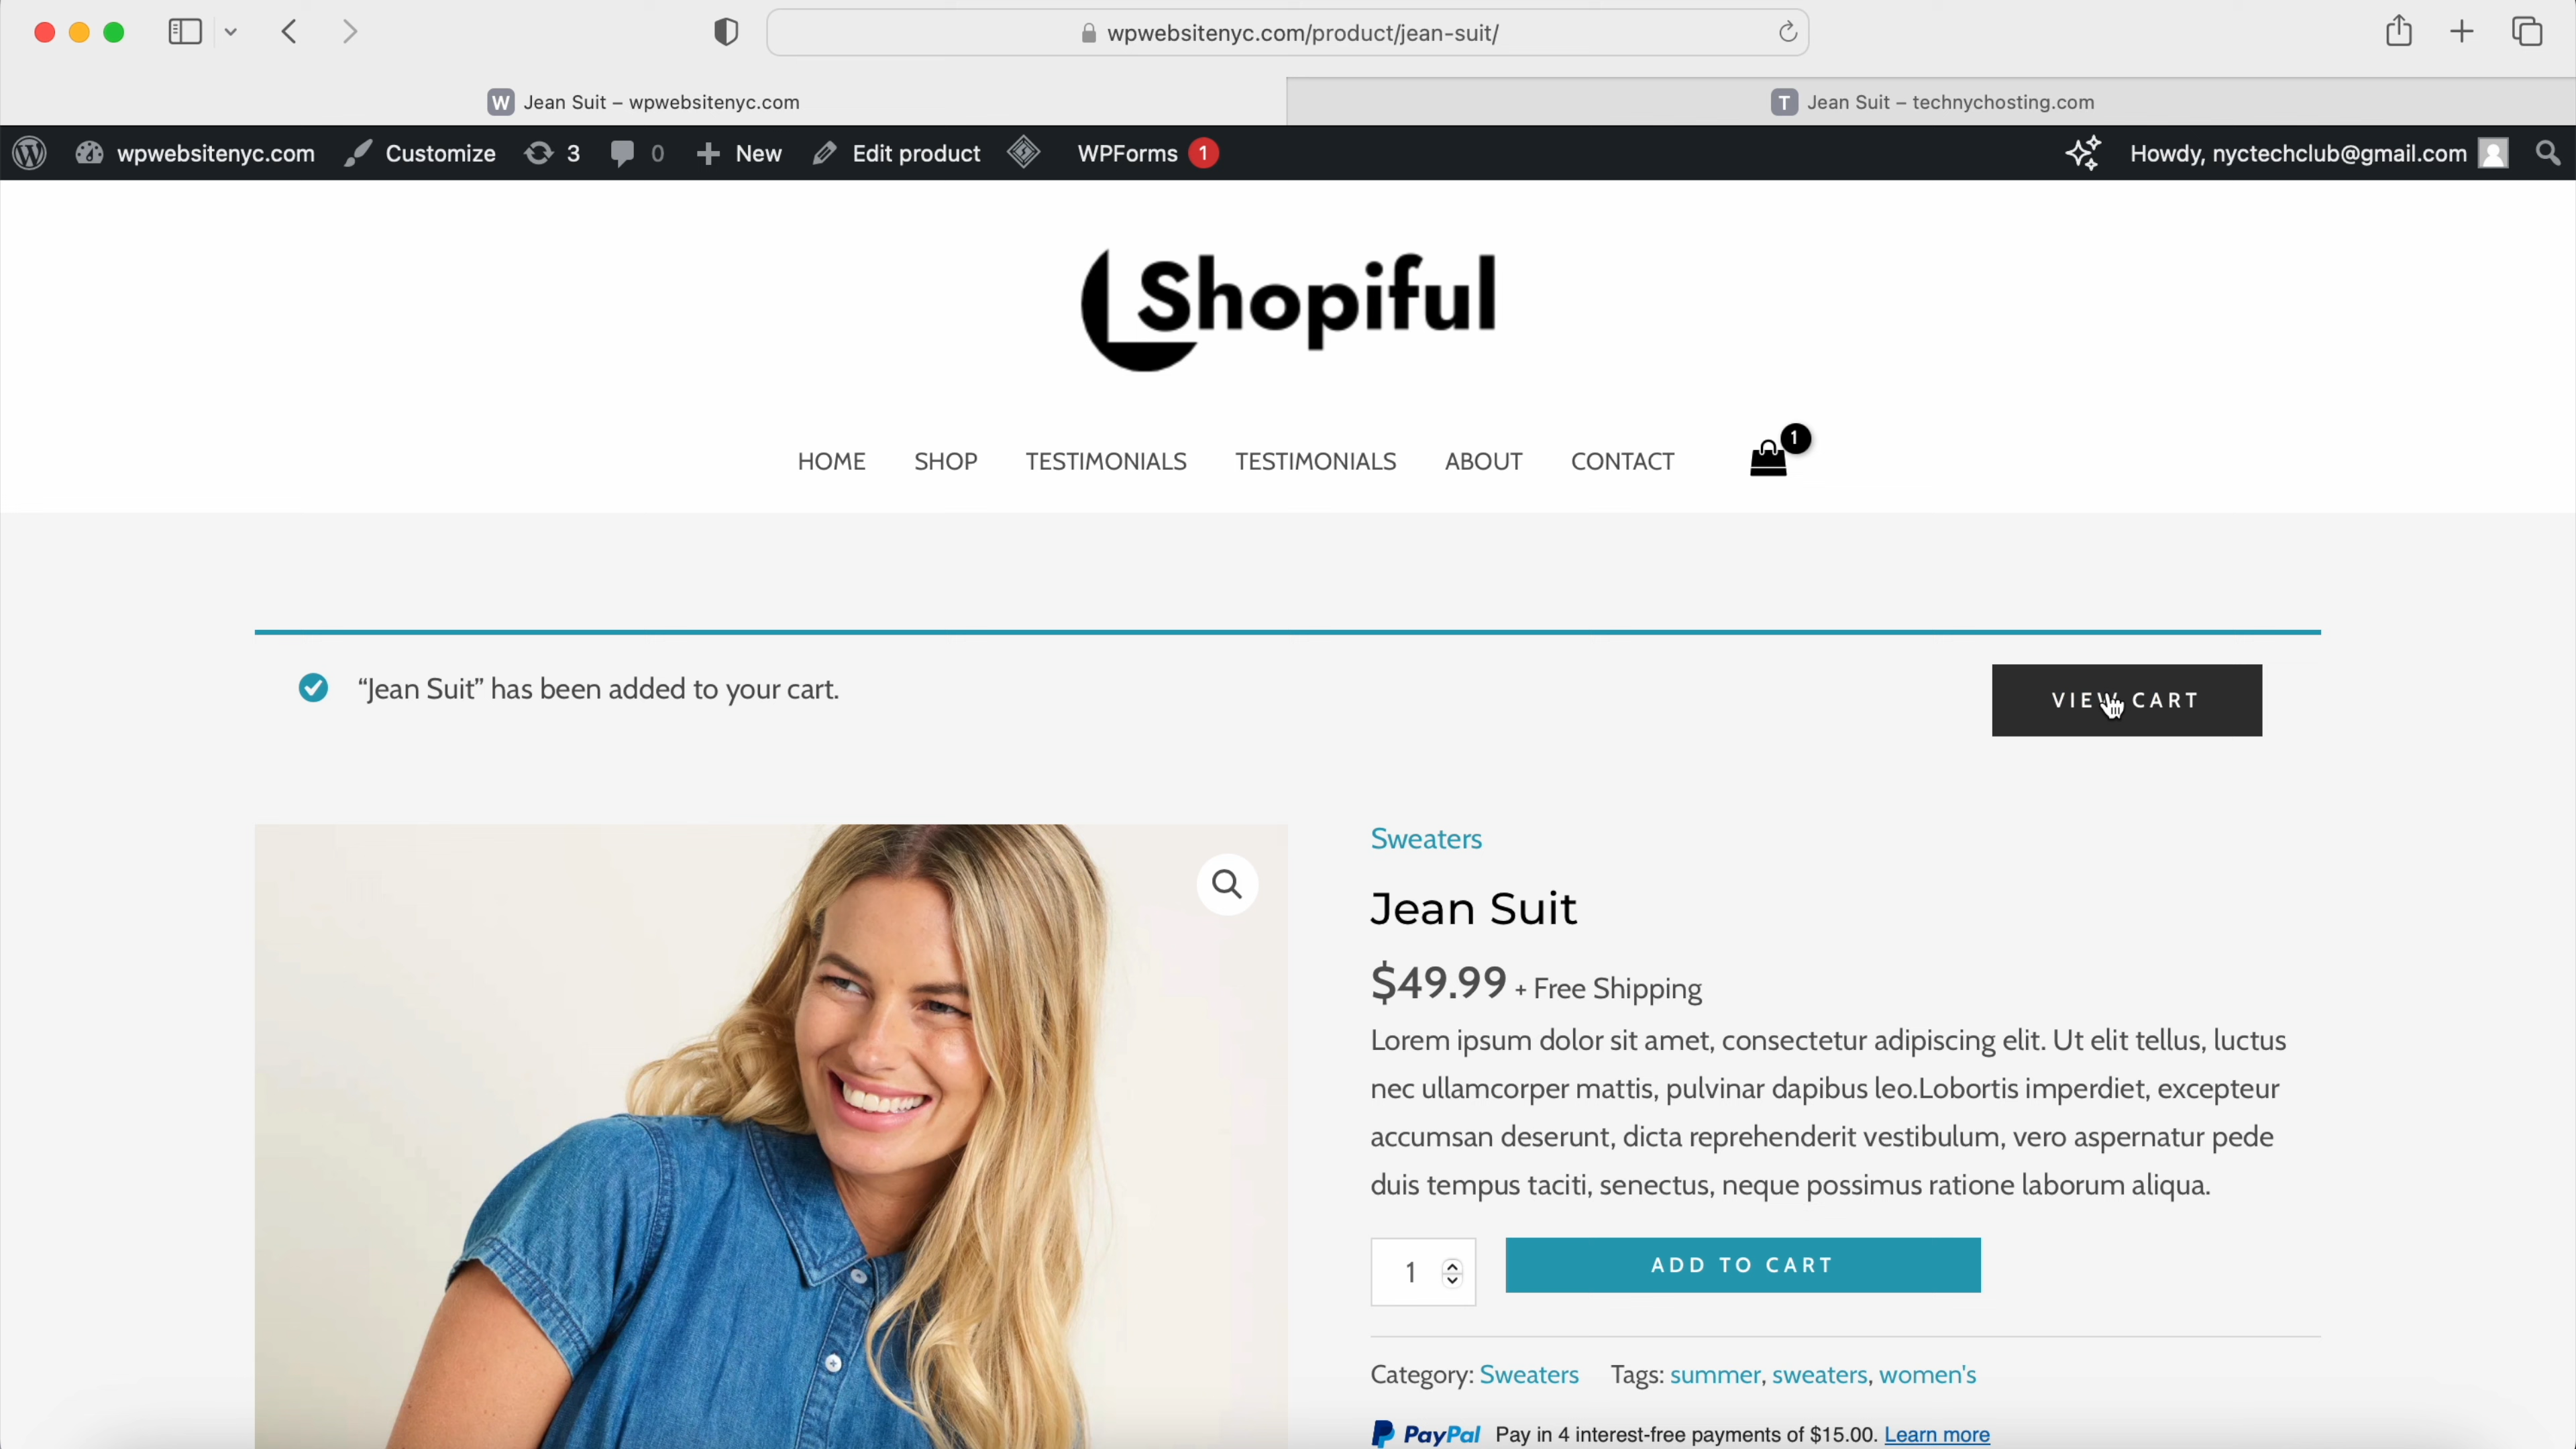 wpwebsitenyc.com/product/jean-suit/
W Jean Suit – wpwebsitenyc.com
T Jean Suit – technychosting.com
wpwebsitenyc.com Customize 3 0 New Edit product WPForms 1 Howdy, nyctechclub@gmail.com
Shopiful
HOME SHOP TESTIMONIALS TESTIMONIALS ABOUT CONTACT 1
“Jean Suit” has been added to your cart.
VIEW CART
Sweaters
Jean Suit
$49.99 + Free Shipping
Lorem ipsum dolor sit amet, consectetur adipiscing elit. Ut elit tellus, luctus
nec ullamcorper mattis, pulvinar dapibus leo.Lobortis imperdiet, excepteur
accumsan deserunt, dicta reprehenderit vestibulum, vero aspernatur pede
duis tempus taciti, senectus, neque possimus ratione laborum aliqua.
1 ADD TO CART
Category: Sweaters Tags: summer, sweaters, women's
PayPal Pay in 4 interest-free payments of $15.00. Learn more